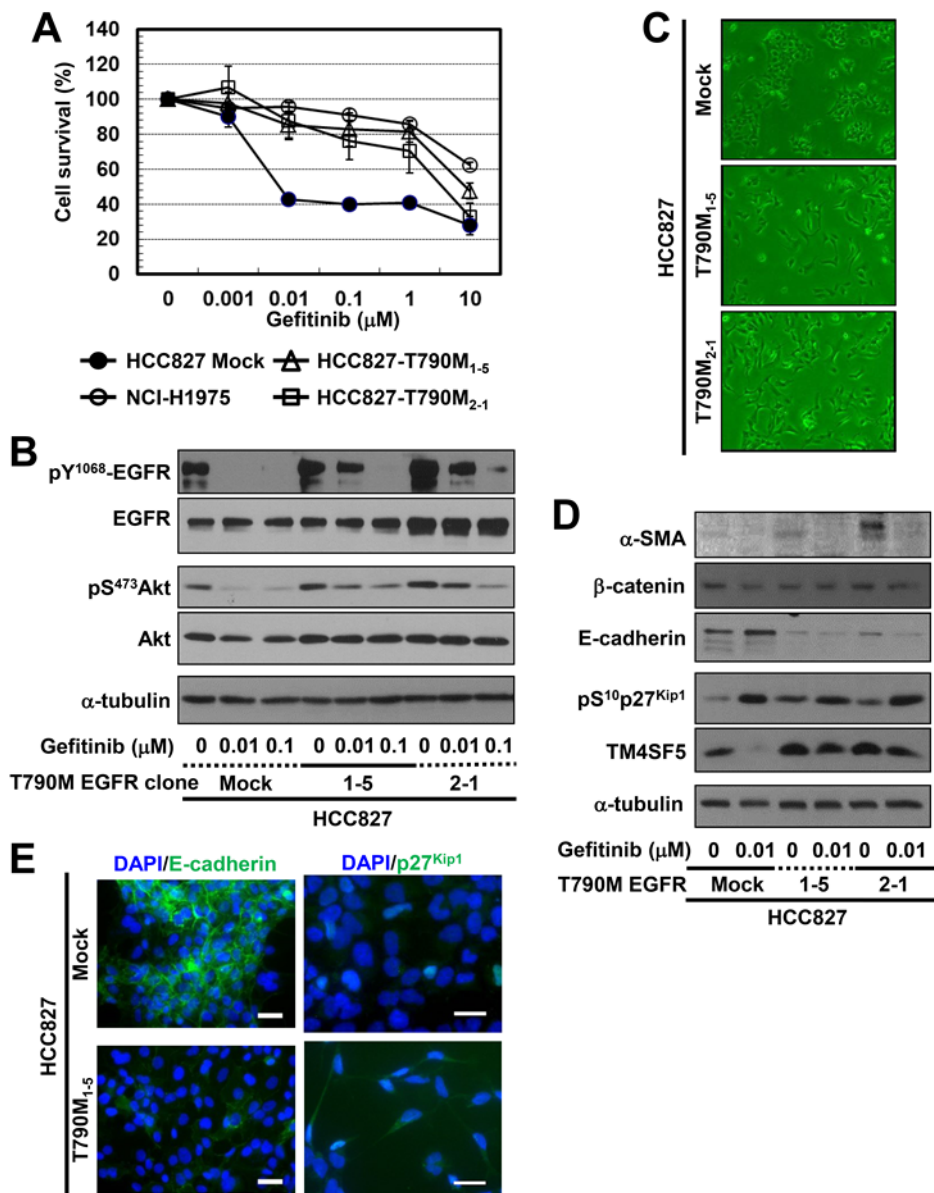 A
140
120
100
80
60
40
20
0
Cell survival (%)
0 0.001 0.01 0.1 1 10
Gefitinib (μM)
HCC827 Mock HCC827-T790M1-5
NCI-H1975 HCC827-T790M2-1
B
pY1068-EGFR
EGFR
pS473Akt
Akt
α-tubulin
Gefitinib (μM) 0 0.01 0.1 0 0.01 0.1 0 0.01 0.1
T790M EGFR clone Mock 1-5 2-1
HCC827
C
HCC827
Mock
T790M1-5
T790M2-1
D
α-SMA
β-catenin
E-cadherin
pS10p27Kip1
TM4SF5
α-tubulin
Gefitinib (μM) 0 0.01 0 0.01 0 0.01
T790M EGFR Mock 1-5 2-1
HCC827
E
DAPI/E-cadherin DAPI/p27Kip1
HCC827
Mock
T790M1-5